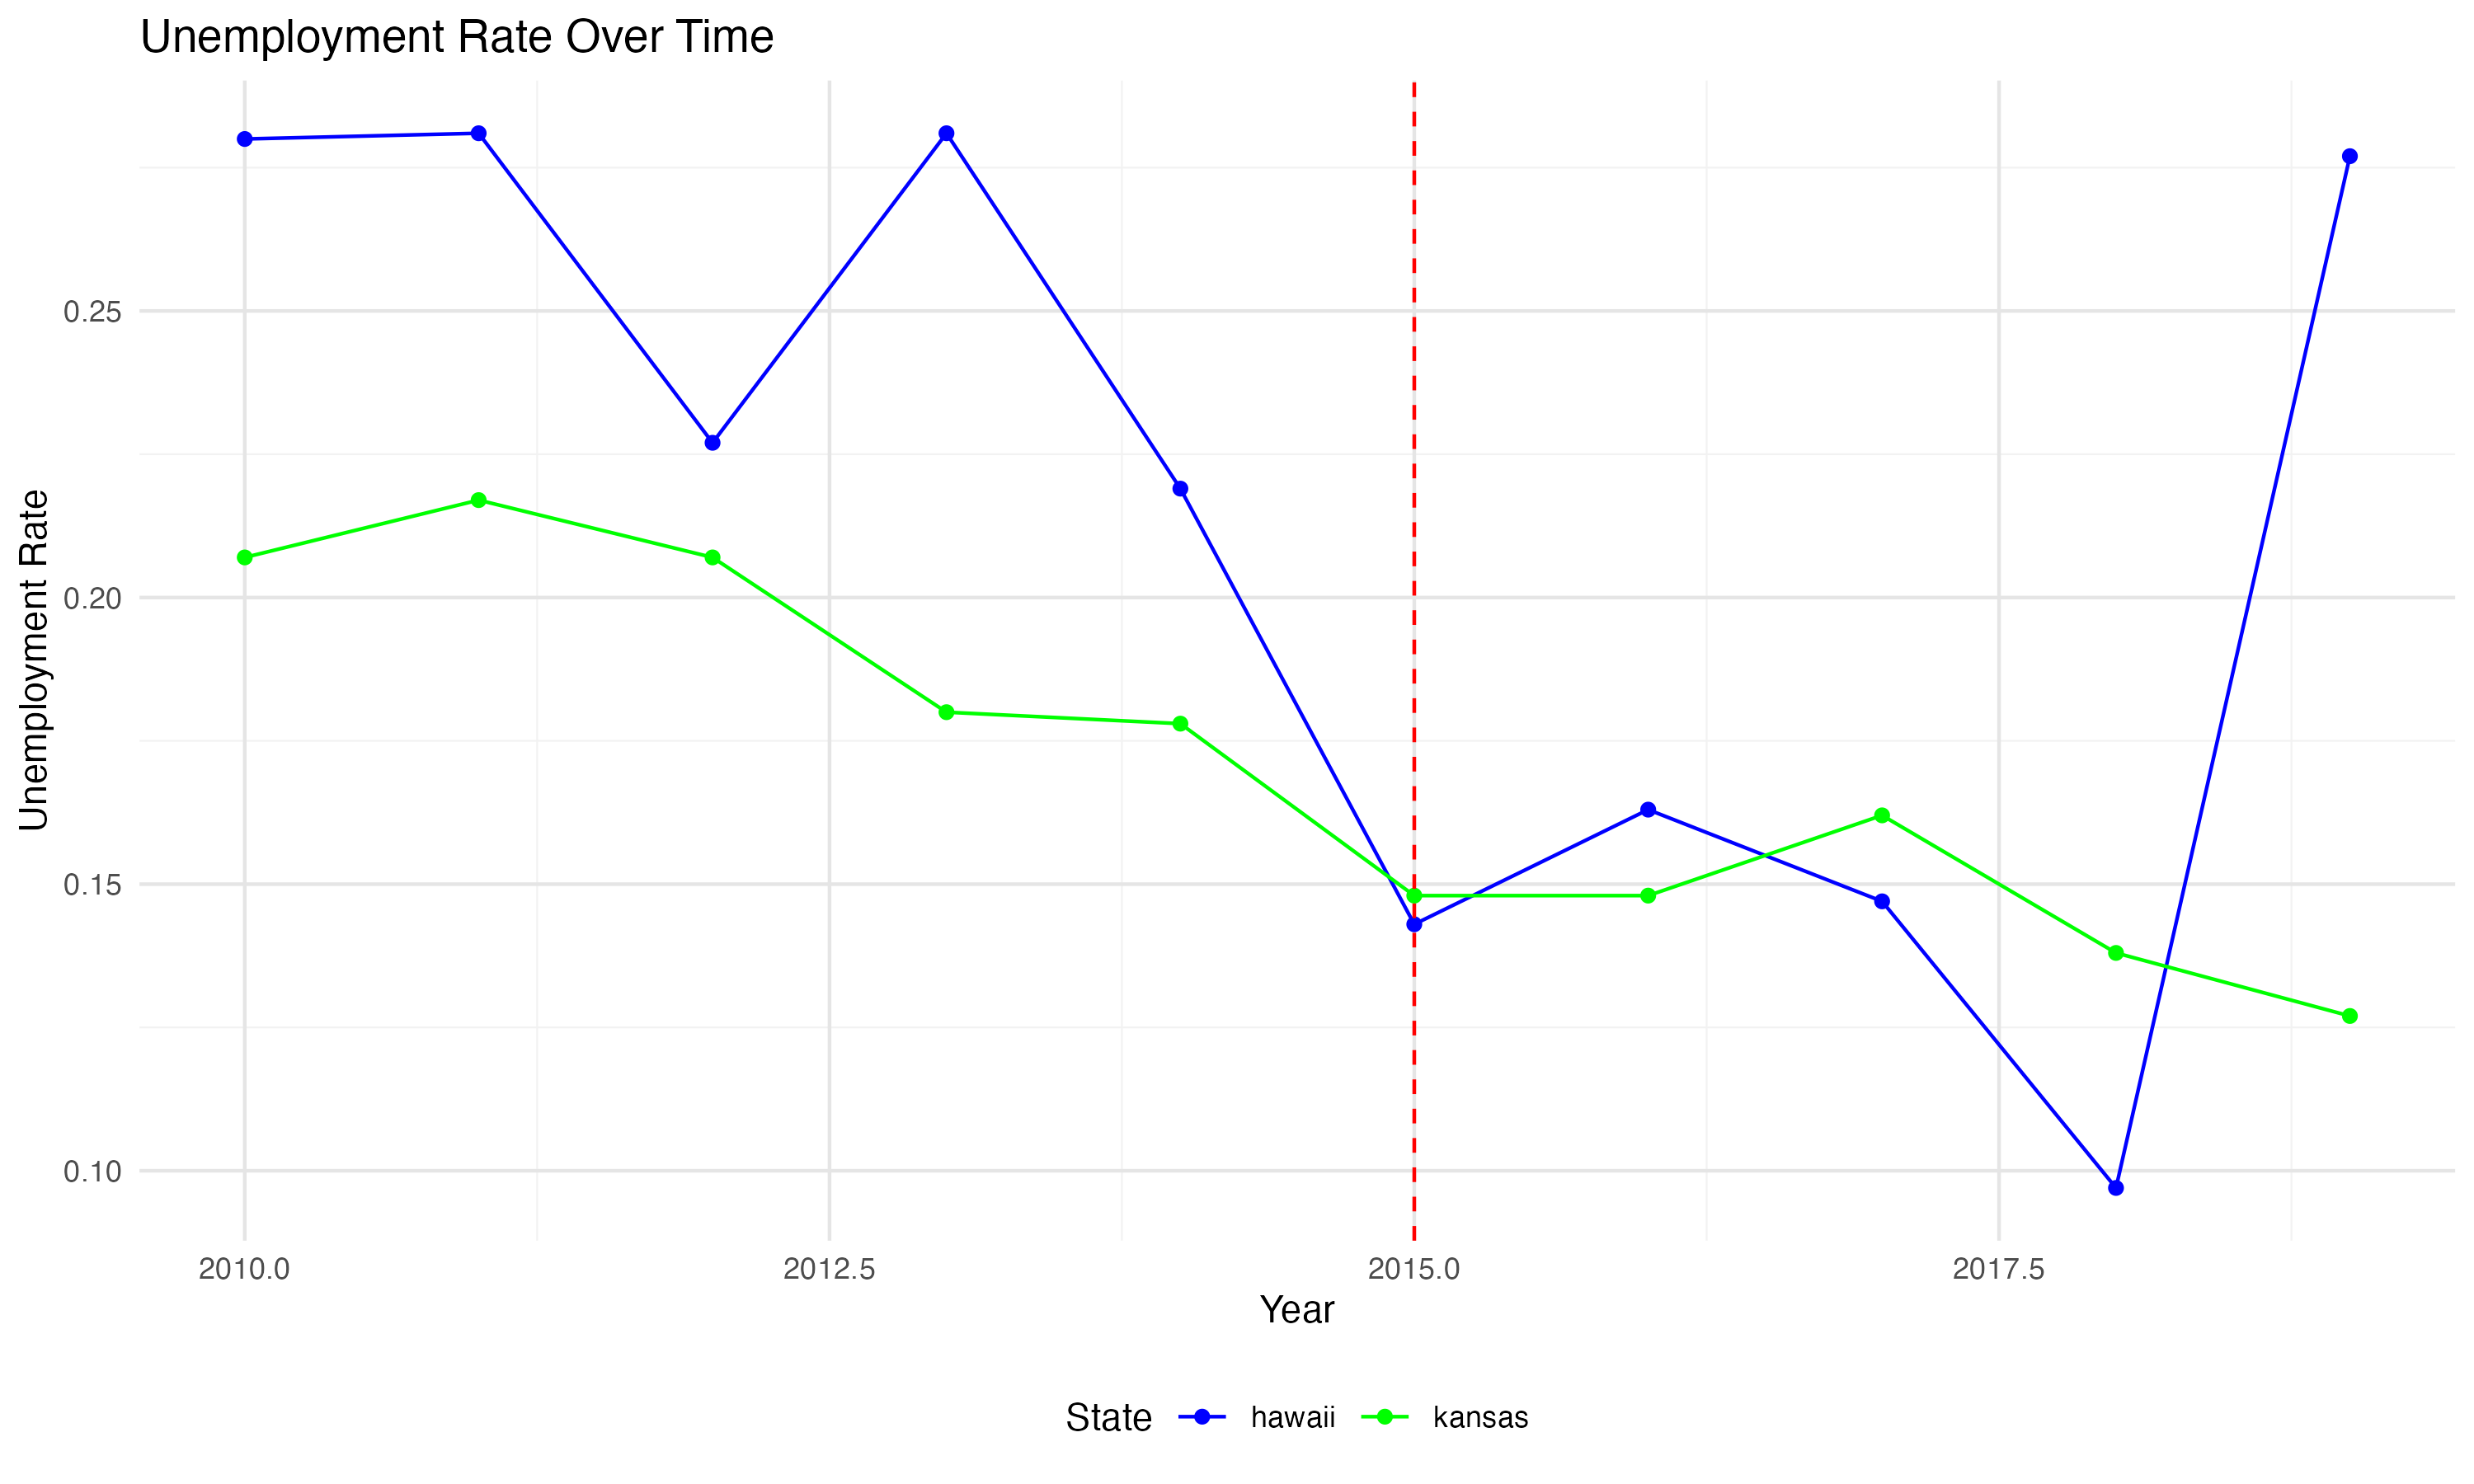 Unemployment Rate Over Time
Unemployment Rate
0.25
0.20
0.15
0.10
2010.0 2012.5 2015.0 2017.5
Year
State hawaii kansas